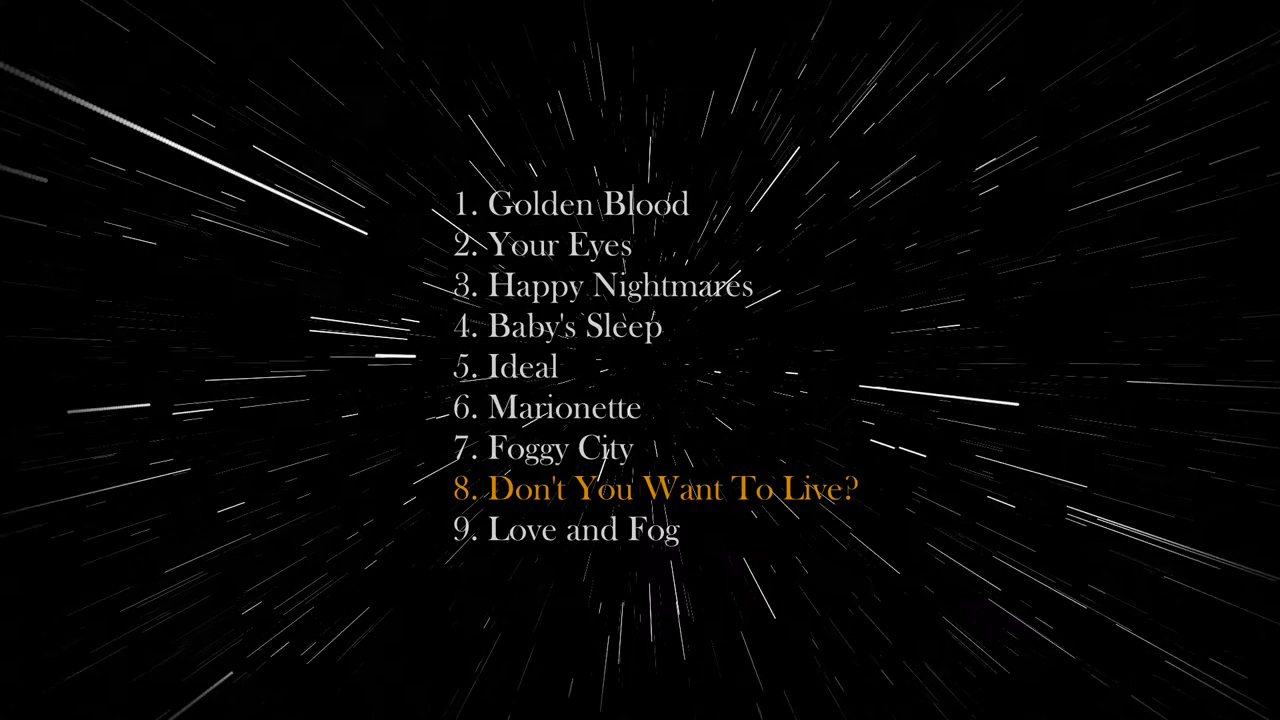 1. Golden Blood
2. Your Eyes
3. Happy Nightmares
4. Baby's Sleep
5. Ideal
6. Marionette
7. Foggy City
8. Don't You Want To Live?
9. Love and Fog